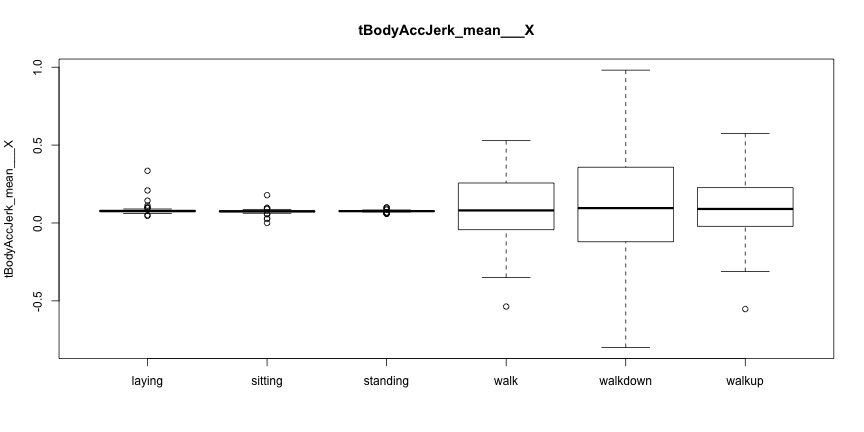 tBodyAccJerk_mean___X
tBodyAccJerk_mean___X
1.0
0.5
0.0
-0.5
laying sitting standing walk walkdown walkup